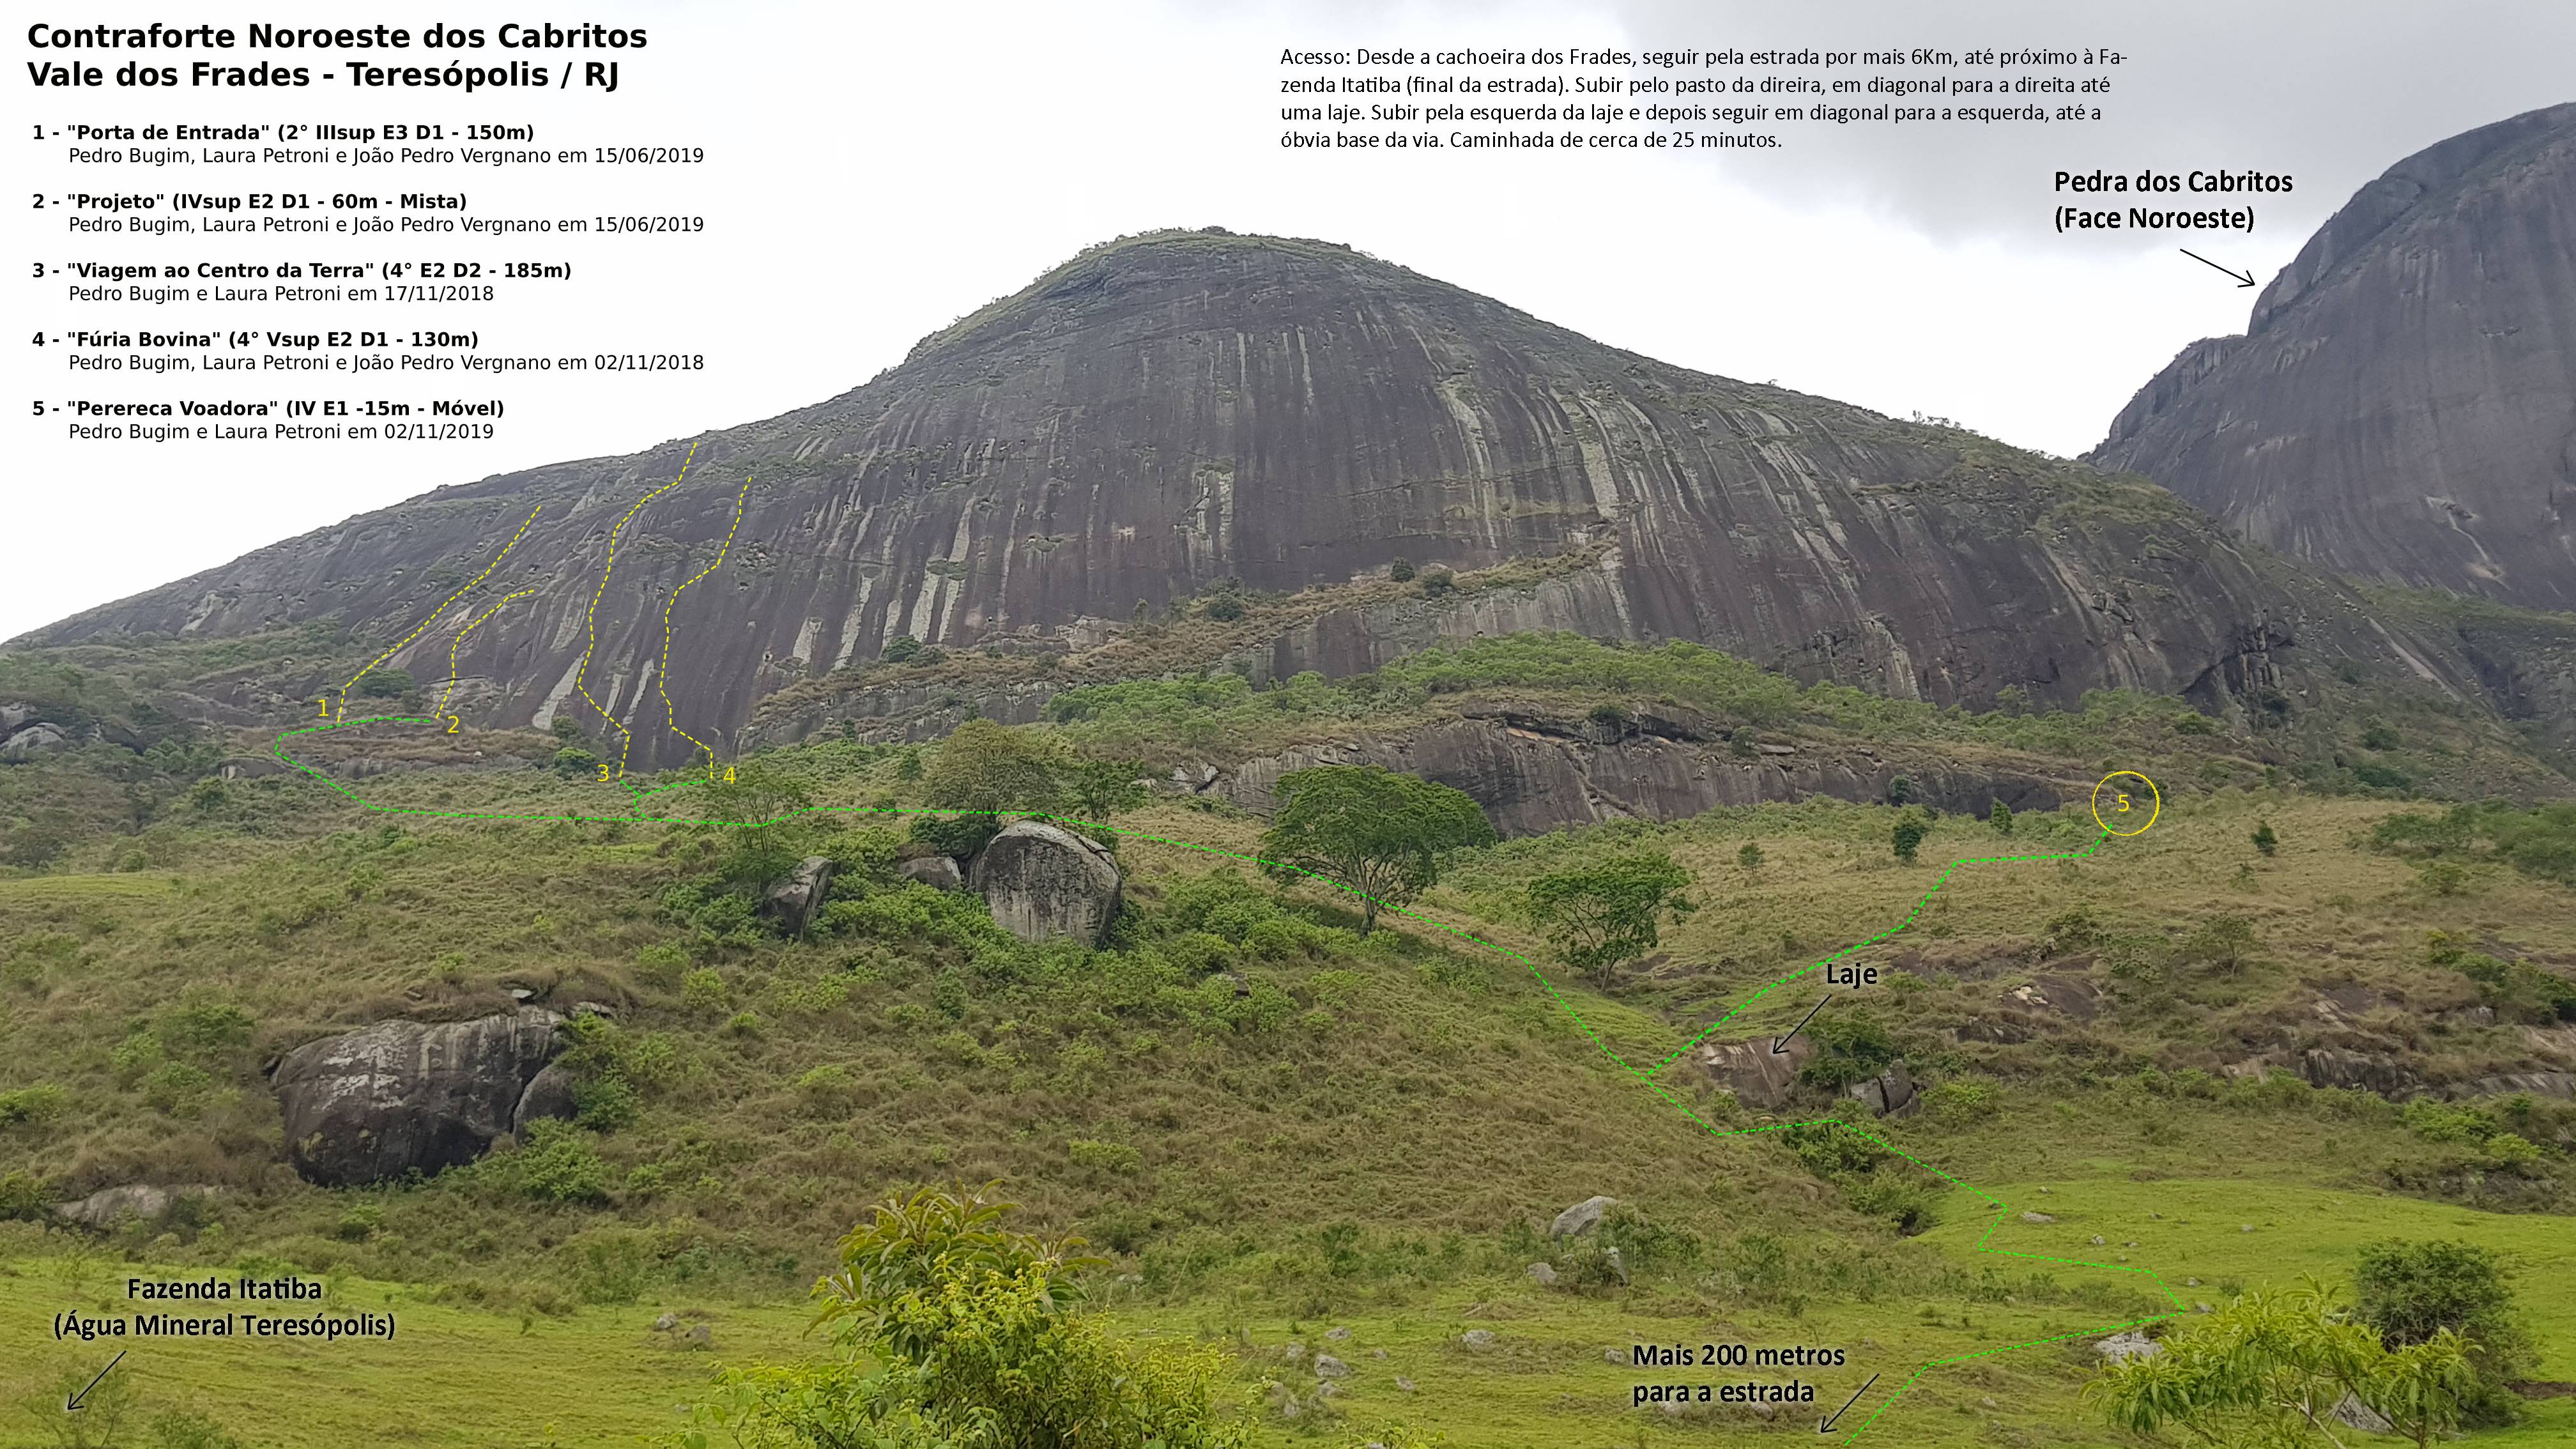 Contraforte Noroeste dos Cabritos
Vale dos Frades - Teresópolis / RJ
1 - "Porta de Entrada" (2° IIIsup E3 D1 - 150m)
Pedro Bugim, Laura Petroni e João Pedro Vergnano em 15/06/2019
2 - "Projeto" (IVsup E2 D1 - 60m - Mista)
Pedro Bugim, Laura Petroni e João Pedro Vergnano em 15/06/2019
3 - "Viagem ao Centro da Terra" (4° E2 D2 - 185m)
Pedro Bugim e Laura Petroni em 17/11/2018
4 - "Fúria Bovina" (4° Vsup E2 D1 - 130m)
Pedro Bugim, Laura Petroni e João Pedro Vergnano em 02/11/2018
5 - "Perereca Voadora" (IV E1 -15m - Móvel)
Pedro Bugim e Laura Petroni em 02/11/2019
Acesso: Desde a cachoeira dos Frades, seguir pela estrada por mais 6Km, até próximo à Fa-
zenda Itatiba (final da estrada). Subir pelo pasto da direira, em diagonal para a direita até
uma laje. Subir pela esquerda da laje e depois seguir em diagonal para a esquerda, até a
óbvia base da via. Caminhada de cerca de 25 minutos.
Pedra dos Cabritos
(Face Noroeste)
1
2
3
4
5
Laje
Fazenda Itatiba
(Água Mineral Teresópolis)
Mais 200 metros
para a estrada